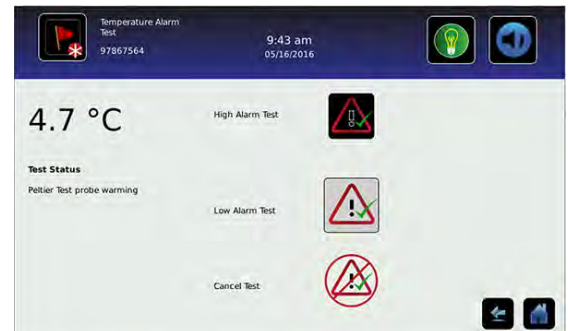 Temperature Alarm
Test
97867564
9:43 am
05/16/2016
4.7 °C
High Alarm Test
Test Status
Peltier Test probe warming
Low Alarm Test
Cancel Test